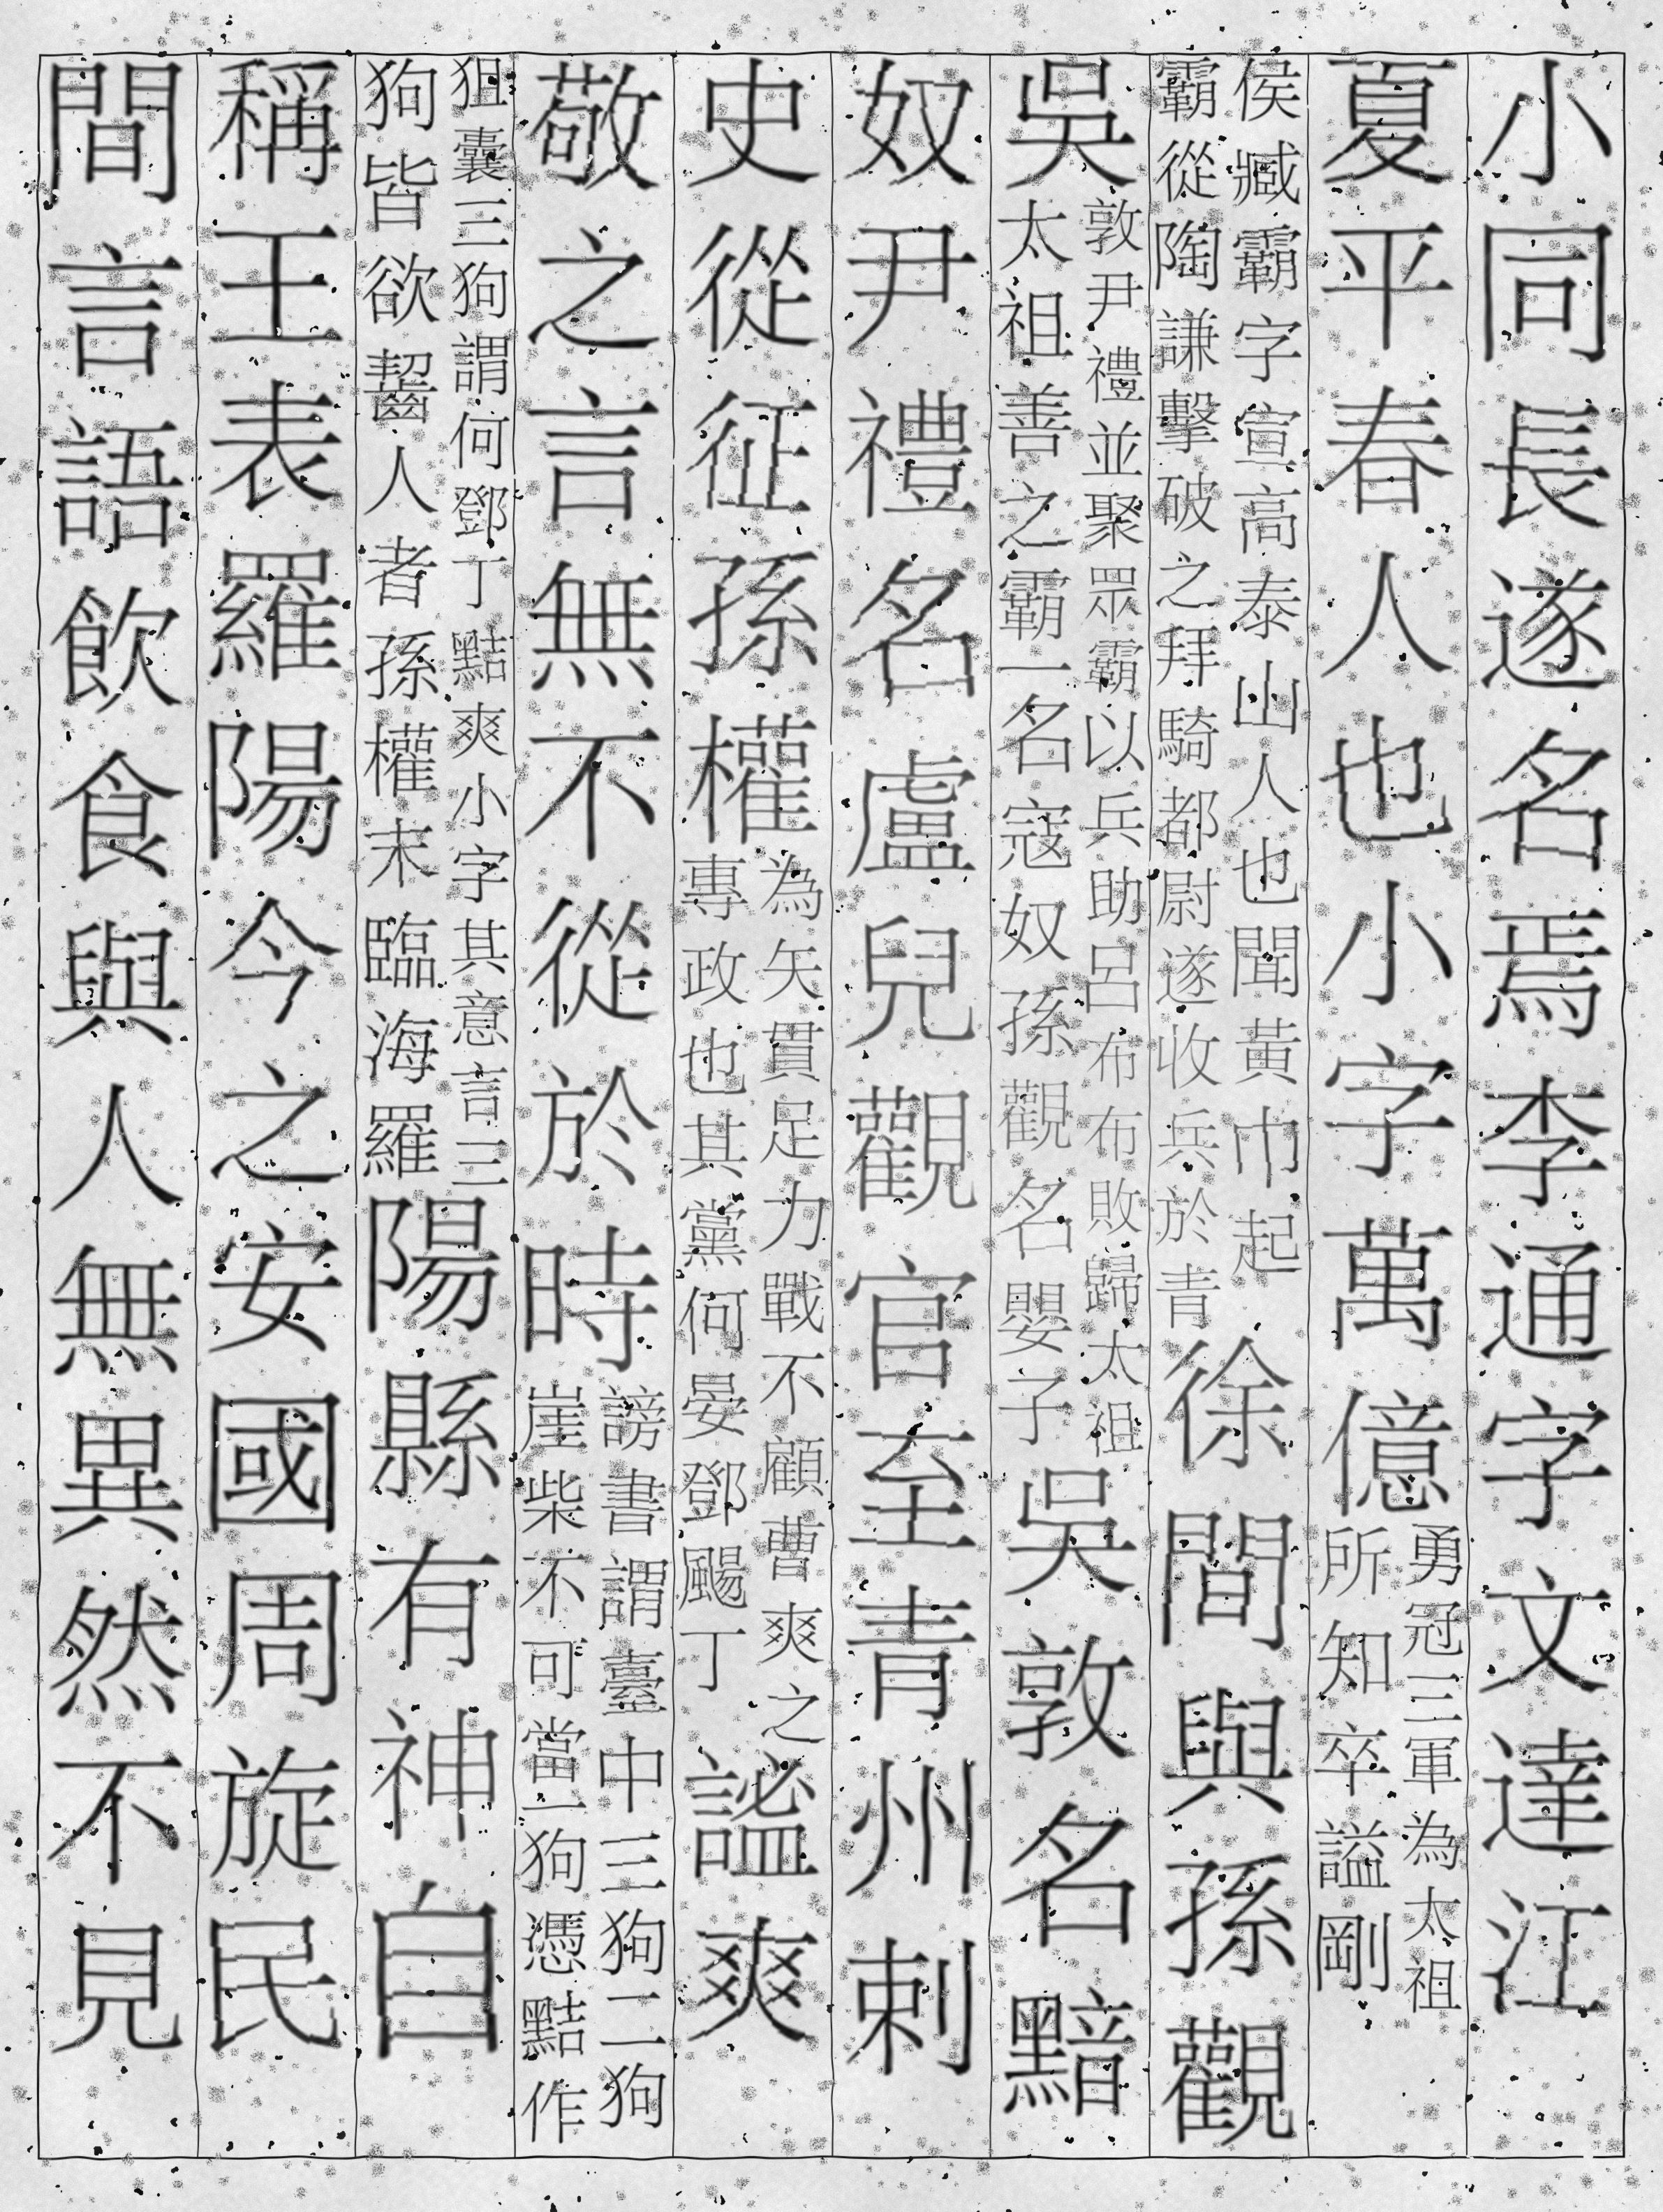 小同長遂名焉李通字文達江
夏平春人也小字萬億
勇冠三軍為太祖
所知卒謚剛
侯臧霸字宣高泰山人也聞黃巾起
霸從陶謙擊破之拜騎都尉遂收兵於青
徐間與孫觀
吳
敦尹禮並聚眾霸以兵助呂布布敗歸太祖
太祖善之霸一名寇奴孫觀名嬰子
吳敦名黯
奴尹禮名盧兒觀官至青州刺
史從征孫權
為矢貫足力戰不顧曹爽之
專政也其黨何晏鄧颺丁
謐爽
敬之言無不從於時
謗書謂臺中三狗二狗
崖柴不可當一狗憑黠作
狙囊三狗謂何鄧丁黠爽小字其意言三
狗皆欲齧人者孫權末臨海羅
陽縣有神自
稱王表羅陽今之安國周旋民
間言語飲食與人無異然不見